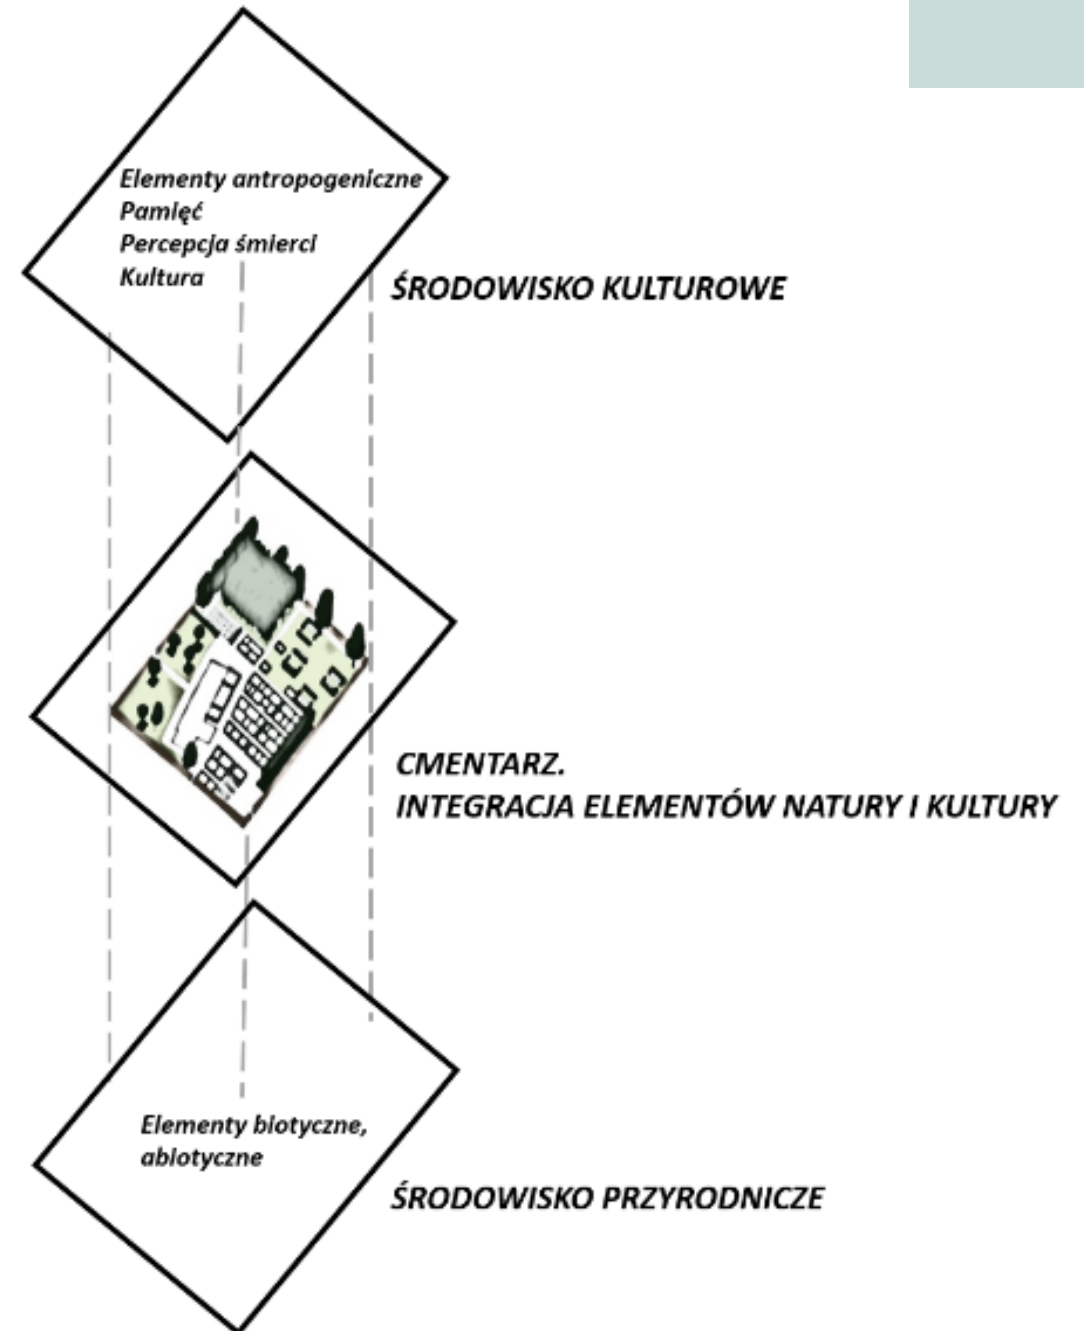 Elementy antropogeniczne
Pamięć
Percepcja śmierci
Kultura
ŚRODOWISKO KULTUROWE
CMENTARZ.
INTEGRACJA ELEMENTÓW NATURY I KULTURY
Elementy biotyczne,
abiotyczne
ŚRODOWISKO PRZYRODNICZE